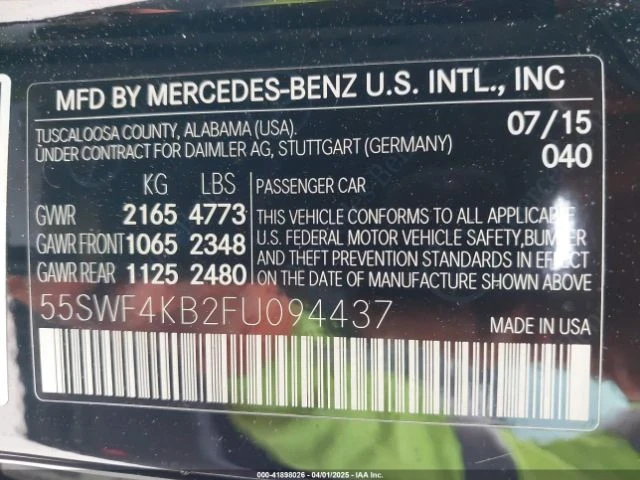 MFD BY MERCEDES-BENZ U.S. INTL., INC
TUSCALOOSA COUNTY, ALABAMA (USA). 07/15
UNDER CONTRACT FOR DAIMLER AG, STUTTGART (GERMANY) 040
KG LBS PASSENGER CAR
GVWR 2165 4773 THIS VEHICLE CONFORMS TO ALL APPLICABLE
GAWR FRONT 1065 2348 U.S. FEDERAL MOTOR VEHICLE SAFETY, BUMPER
AND THEFT PREVENTION STANDARDS IN EFFECT
GAWR REAR 1125 2480 ON THE DATE OF MANUFACTURE SHOWN ABOVE.
55SWF4KB2FU094437 MADE IN USA
000-41898026 - 04/01/2025 - IAA Inc.